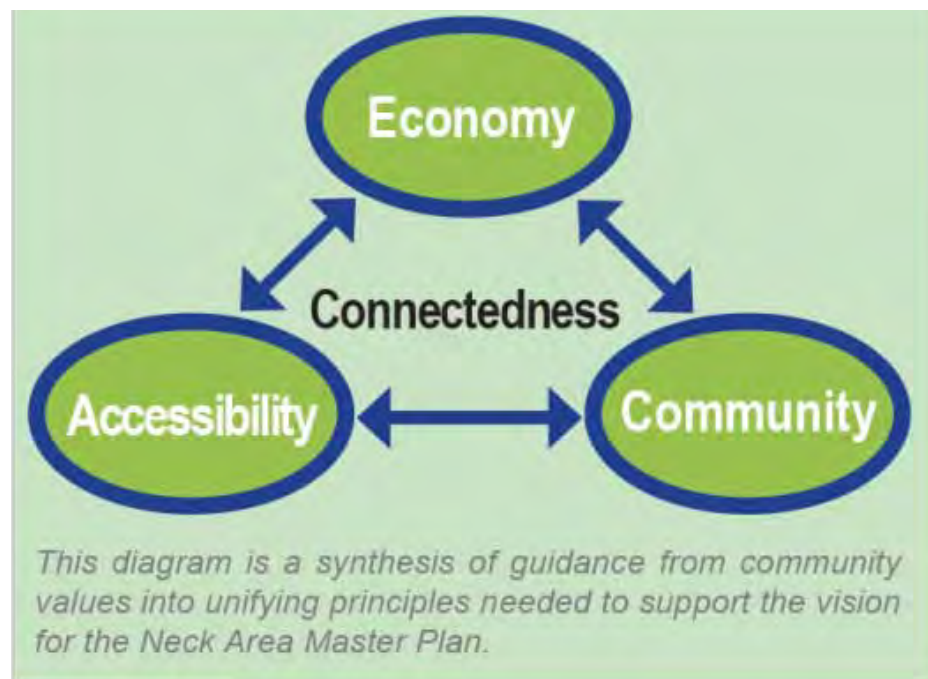 Economy
Connectedness
Accessibility
Community
This diagram is a synthesis of guidance from community
values into unifying principles needed to support the vision
for the Neck Area Master Plan.